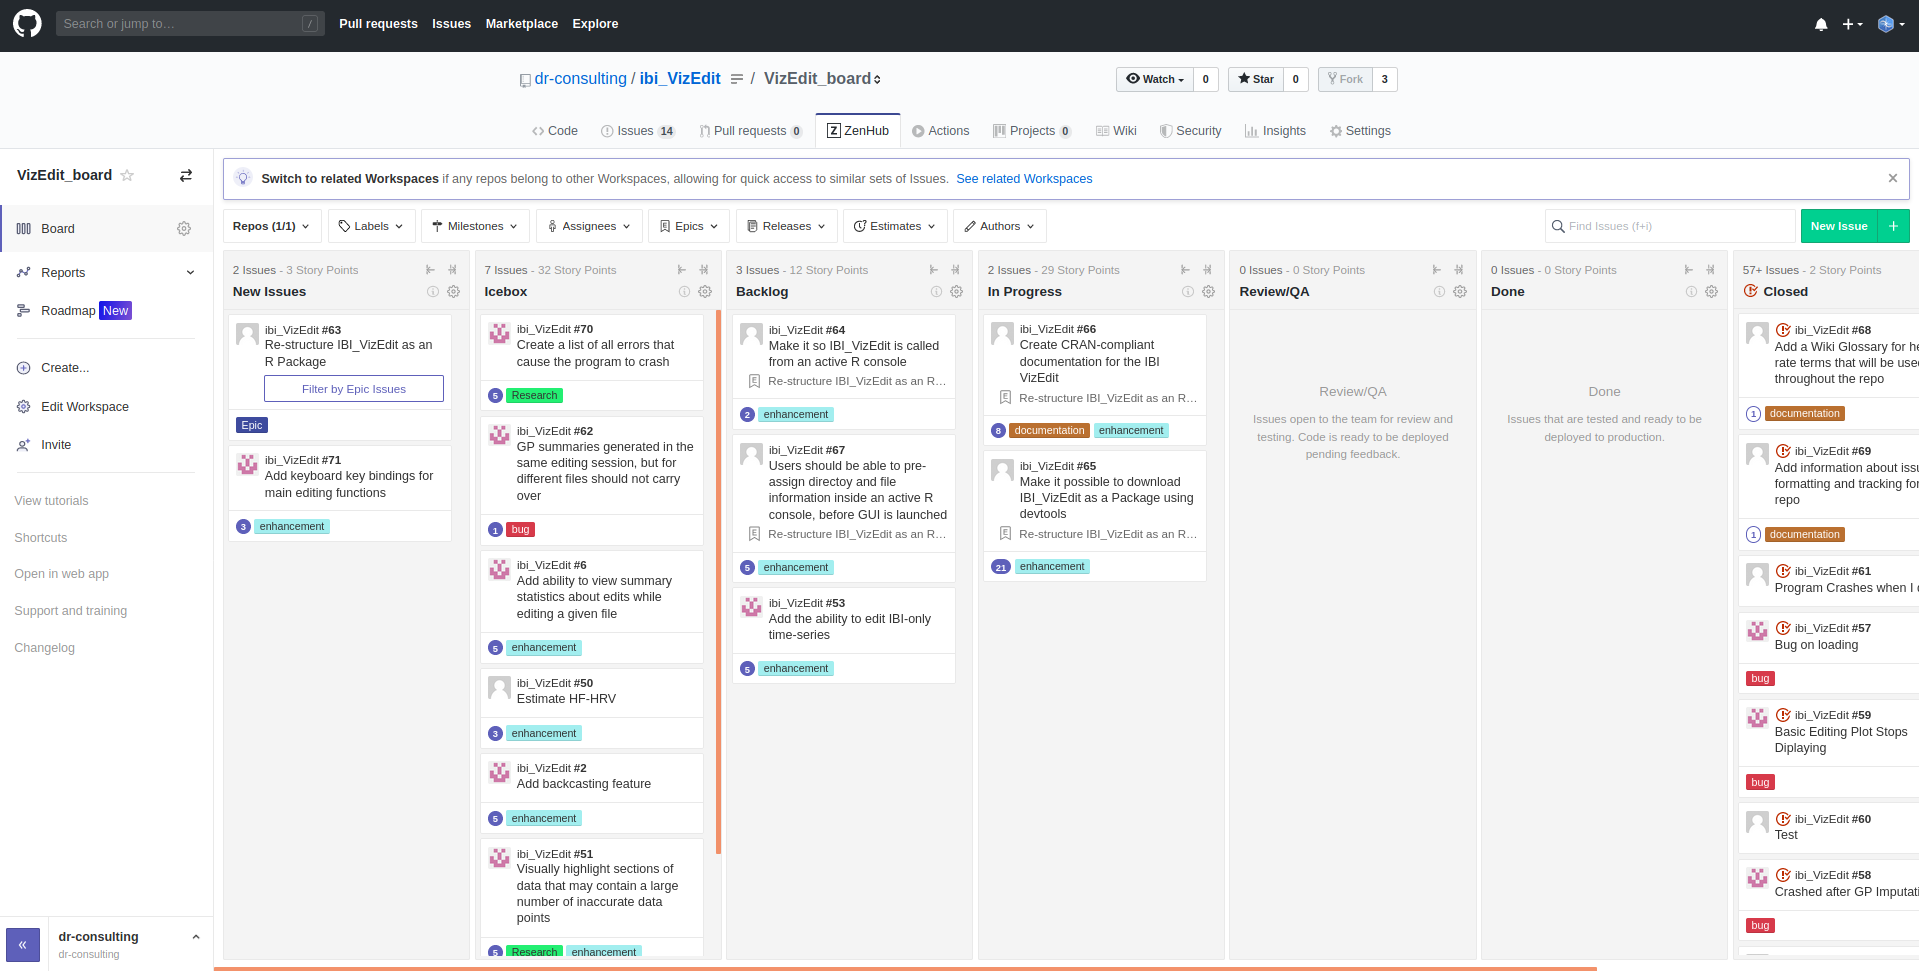 Search or jump to...
/
Pull requests Issues Marketplace Explore
dr-consulting / ibi_VizEdit / VizEdit_board
Watch 0 Star 0 Fork 3
Code Issues 14 Pull requests 0 ZenHub Actions Projects 0 Wiki Security Insights Settings
VizEdit_board
Board
Reports
Roadmap New
Create...
Edit Workspace
Invite
View tutorials
Shortcuts
Open in web app
Support and training
Changelog
dr-consulting
dr-consulting
Switch to related Workspaces if any repos belong to other Workspaces, allowing for quick access to similar sets of Issues. See related Workspaces
Repos (1/1) Labels Milestones Assignees Epics Releases Estimates Authors
Find Issues (f+i)
New Issue +
2 Issues - 3 Story Points
New Issues
ibi_VizEdit #63
Re-structure IBI_VizEdit as an
R Package
Filter by Epic Issues
Epic
ibi_VizEdit #71
Add keyboard key bindings for
main editing functions
3 enhancement
7 Issues - 32 Story Points
Icebox
ibi_VizEdit #70
Create a list of all errors that
cause the program to crash
5 Research
ibi_VizEdit #62
GP summaries generated in the
same editing session, but for
different files should not carry
over
1 bug
ibi_VizEdit #6
Add ability to view summary
statistics about edits while
editing a given file
5 enhancement
ibi_VizEdit #50
Estimate HF-HRV
3 enhancement
ibi_VizEdit #2
Add backcasting feature
5 enhancement
ibi_VizEdit #51
Visually highlight sections of
data that may contain a large
number of inaccurate data
points
5 Research enhancement
3 Issues - 12 Story Points
Backlog
ibi_VizEdit #64
Make it so IBI_VizEdit is called
from an active R console
Re-structure IBI_VizEdit as an R...
2 enhancement
ibi_VizEdit #67
Users should be able to pre-
assign directoy and file
information inside an active R
console, before GUI is launched
Re-structure IBI_VizEdit as an R...
5 enhancement
ibi_VizEdit #53
Add the ability to edit IBI-only
time-series
5 enhancement
2 Issues - 29 Story Points
In Progress
ibi_VizEdit #66
Create CRAN-compliant
documentation for the IBI
VizEdit
Re-structure IBI_VizEdit as an R...
8 documentation enhancement
ibi_VizEdit #65
Make it possible to download
IBI_VizEdit as a Package using
devtools
Re-structure IBI_VizEdit as an R...
21 enhancement
0 Issues - 0 Story Points
Review/QA
Review/QA
Issues open to the team for review and
testing. Code is ready to be deployed
pending feedback.
0 Issues - 0 Story Points
Done
Done
Issues that are tested and ready to be
deployed to production.
57+ Issues - 2 Story Points
Closed
ibi_VizEdit #68
Add a Wiki Glossary for he
rate terms that will be used
throughout the repo
1 documentation
ibi_VizEdit #69
Add information about issu
formatting and tracking for
repo
1 documentation
ibi_VizEdit #61
Program Crashes when I c
ibi_VizEdit #57
Bug on loading
bug
ibi_VizEdit #59
Basic Editing Plot Stops
Diplaying
bug
ibi_VizEdit #60
Test
ibi_VizEdit #58
Crashed after GP Imputati
bug